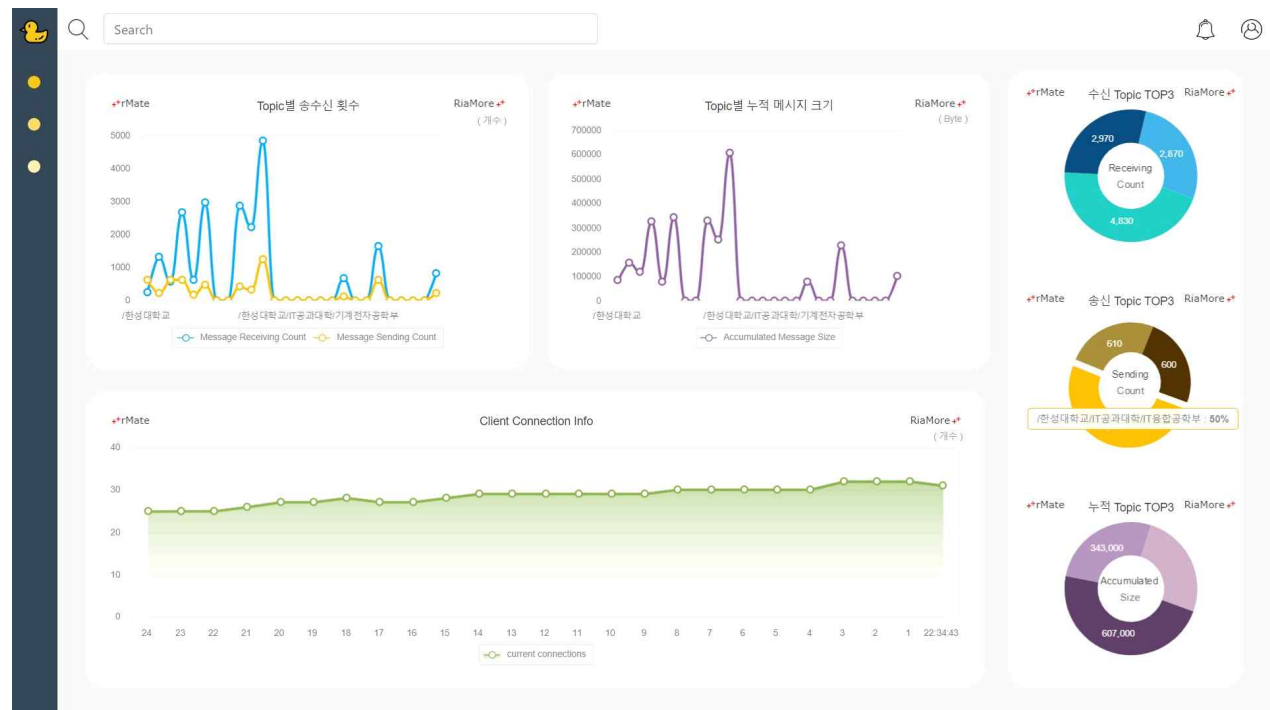 Search
rMate
Topic별 송수신 횟수
RiaMore
( 개수 )
5000
4000
3000
2000
1000
0
/한성대학교
/한성대학교/IT공과대학/기계전자공학부
Message Receiving Count
Message Sending Count
rMate
Topic별 누적 메시지 크기
RiaMore
( Byte )
700000
600000
500000
400000
300000
200000
100000
0
/한성대학교
/한성대학교/IT공과대학/기계전자공학부
Accumulated Message Size
rMate
수신 Topic TOP3
RiaMore
2,970
2,870
Receiving
Count
4,830
rMate
송신 Topic TOP3
RiaMore
610
600
Sending
Count
/한성대학교/IT공과대학/IT융합공학부 : 50%
rMate
누적 Topic TOP3
RiaMore
343,000
Accumulated
Size
607,000
rMate
Client Connection Info
RiaMore
( 개수 )
40
30
20
10
0
24 23 22 21 20 19 18 17 16 15 14 13 12 11 10 9 8 7 6 5 4 3 2 1 22:34:43
current connections